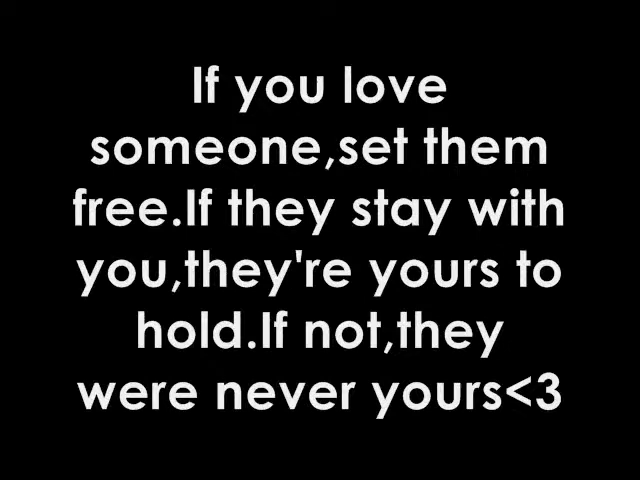 If you love
someone,set them
free.If they stay with
you,they're yours to
hold.If not,they
were never yours<3